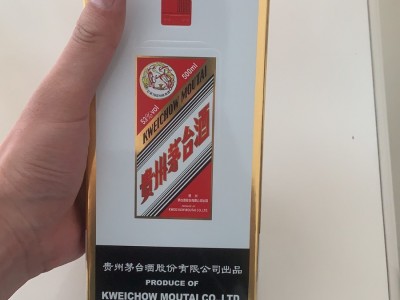 53%vol
500ml
KWEICHOW MOUTAI
贵州茅台酒
贵州茅台酒股份有限公司出品
PRODUCE OF
KWEICHOW MOUTAI CO., LTD